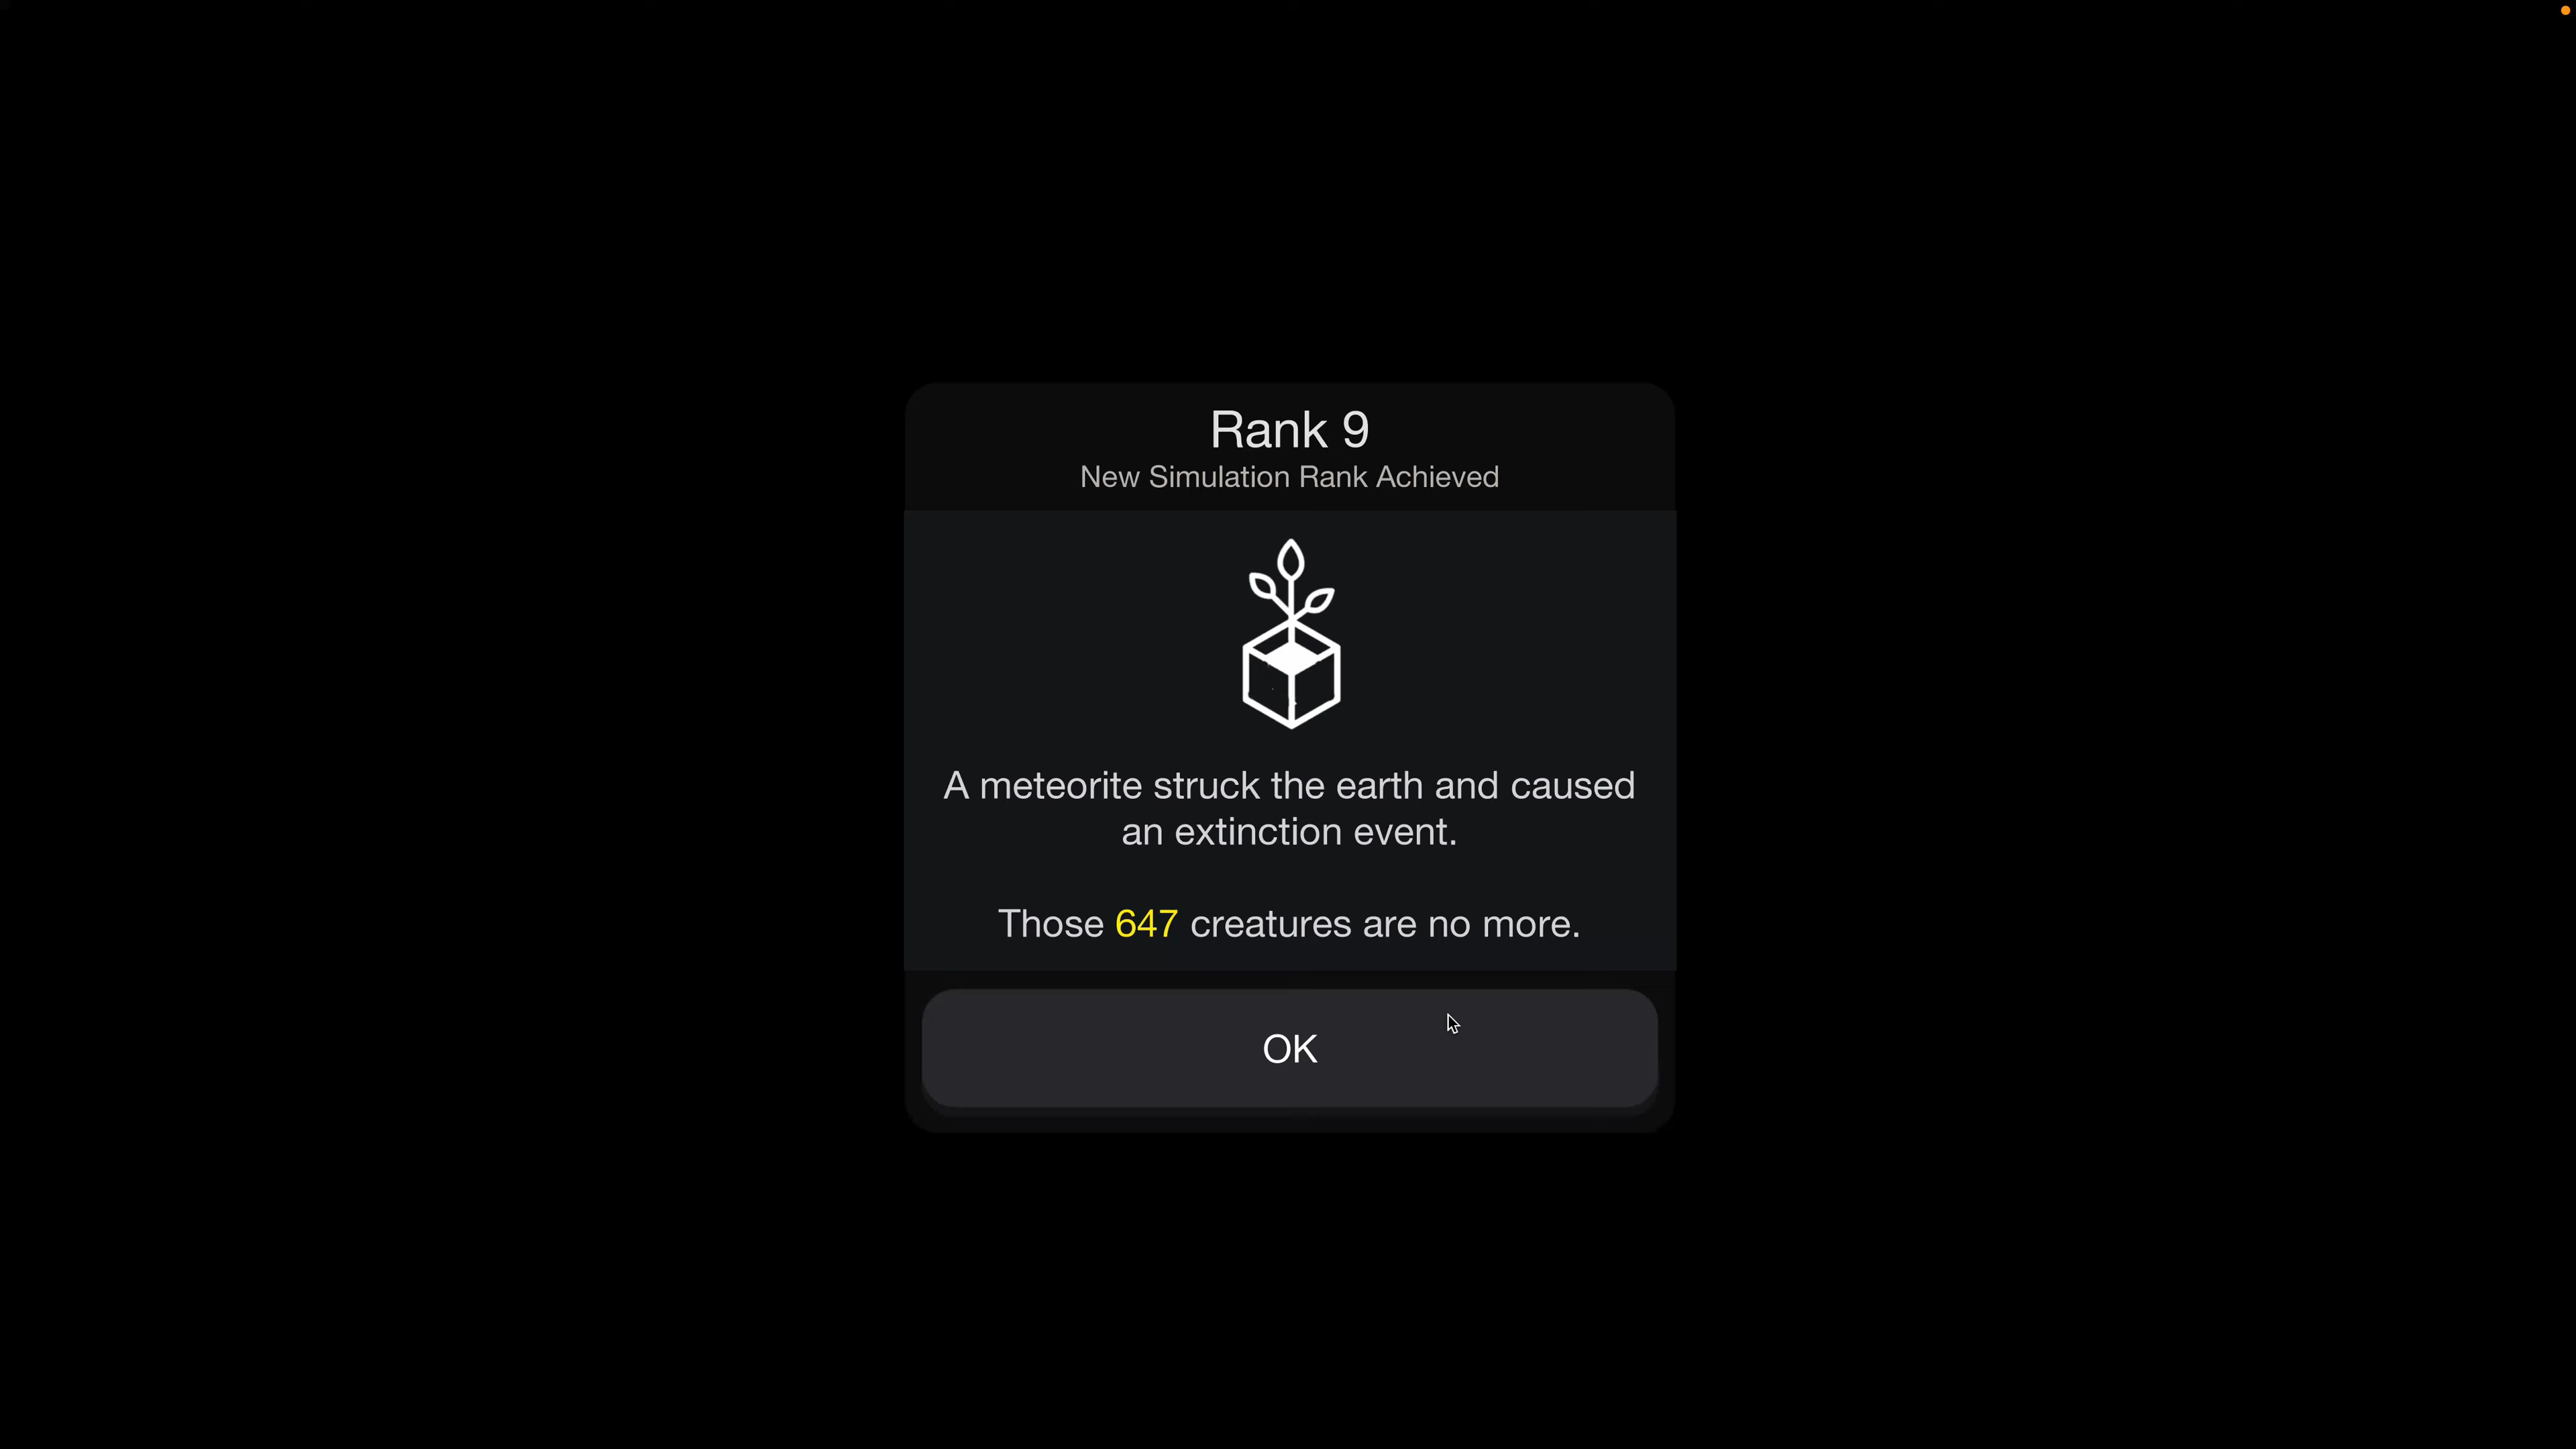 Rank 9
New Simulation Rank Achieved
A meteorite struck the earth and caused
an extinction event.
Those 647 creatures are no more.
OK